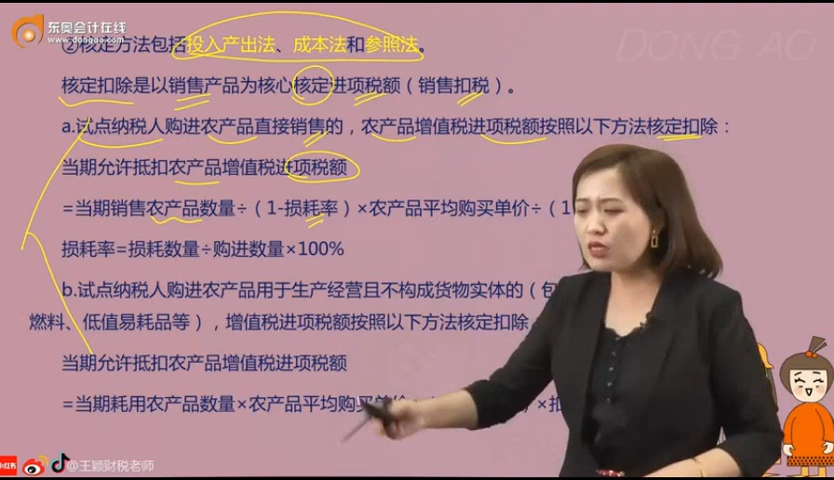 东奥会计在线
www.dongao.com
DONG AO
②核定方法包括投入产出法、成本法和参照法。
核定扣除是以销售产品为核心核定进项税额（销售扣税）。
a.试点纳税人购进农产品直接销售的，农产品增值税进项税额按照以下方法核定扣除：
当期允许抵扣农产品增值税进项税额
=当期销售农产品数量÷（1-损耗率）×农产品平均购买单价÷（1
损耗率=损耗数量÷购进数量×100%
b.试点纳税人购进农产品用于生产经营且不构成货物实体的（包
燃料、低值易耗品等），增值税进项税额按照以下方法核定扣除
当期允许抵扣农产品增值税进项税额
=当期耗用农产品数量×农产品平均购买单价 ×扣
小红书 @王颖财税老师